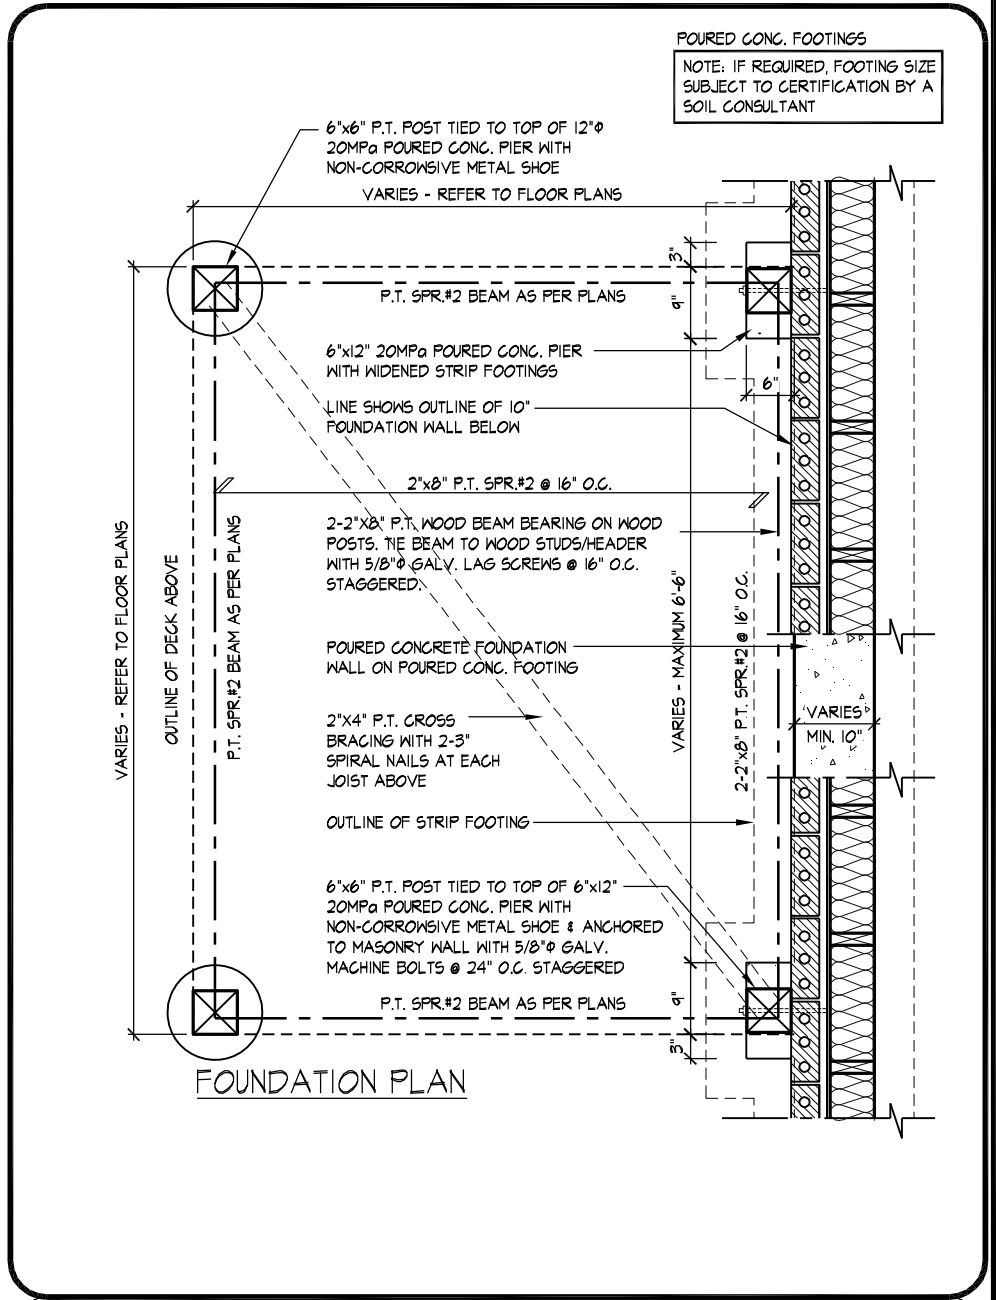 POURED CONC. FOOTINGS
NOTE: IF REQUIRED, FOOTING SIZE
SUBJECT TO CERTIFICATION BY A
SOIL CONSULTANT
6"x6" P.T. POST TIED TO TOP OF 12"Φ
20MPa POURED CONC. PIER WITH
NON-CORROWSIVE METAL SHOE
VARIES - REFER TO FLOOR PLANS
3"
P.T. SPR.#2 BEAM AS PER PLANS
9"
6"x12" 20MPa POURED CONC. PIER
WITH WIDENED STRIP FOOTINGS
6"
LINE SHOWS OUTLINE OF 10"
FOUNDATION WALL BELOW
2"x8" P.T. SPR.#2 @ 16" O.C.
2-2"X8" P.T. WOOD BEAM BEARING ON WOOD
POSTS. TIE BEAM TO WOOD STUDS/HEADER
WITH 5/8"Φ GALV. LAG SCREWS @ 16" O.C.
STAGGERED.
VARIES - REFER TO FLOOR PLANS
OUTLINE OF DECK ABOVE
P.T. SPR.#2 BEAM AS PER PLANS
VARIES - MAXIMUM 6'-6"
2-2"x8" P.T. SPR.#2 @ 16" O.C.
POURED CONCRETE FOUNDATION
WALL ON POURED CONC. FOOTING
VARIES
MIN. 10"
2"X4" P.T. CROSS
BRACING WITH 2-3"
SPIRAL NAILS AT EACH
JOIST ABOVE
OUTLINE OF STRIP FOOTING
6"x6" P.T. POST TIED TO TOP OF 6"x12"
20MPa POURED CONC. PIER WITH
NON-CORROWSIVE METAL SHOE & ANCHORED
TO MASONRY WALL WITH 5/8"Φ GALV.
MACHINE BOLTS @ 24" O.C. STAGGERED
P.T. SPR.#2 BEAM AS PER PLANS
9"
3"
FOUNDATION PLAN